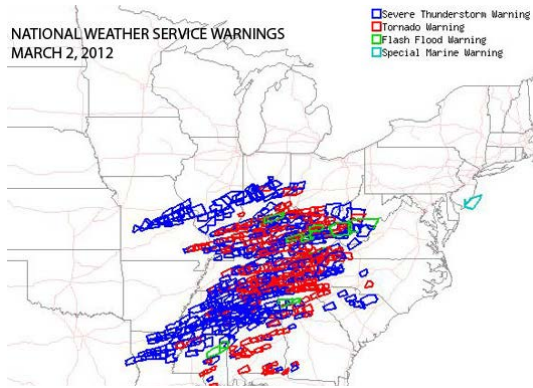 NATIONAL WEATHER SERVICE WARNINGS
MARCH 2, 2012
Severe Thunderstorm Warning
Tornado Warning
Flash Flood Warning
Special Marine Warning